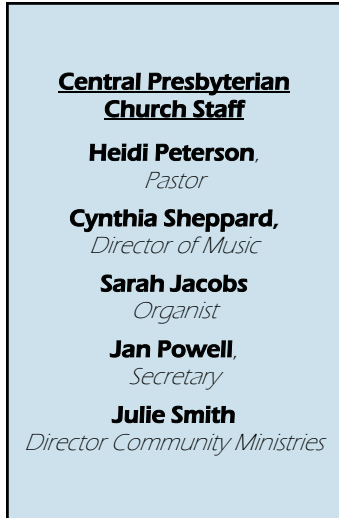 Central Presbyterian
Church Staff
Heidi Peterson,
Pastor
Cynthia Sheppard,
Director of Music
Sarah Jacobs
Organist
Jan Powell,
Secretary
Julie Smith
Director Community Ministries